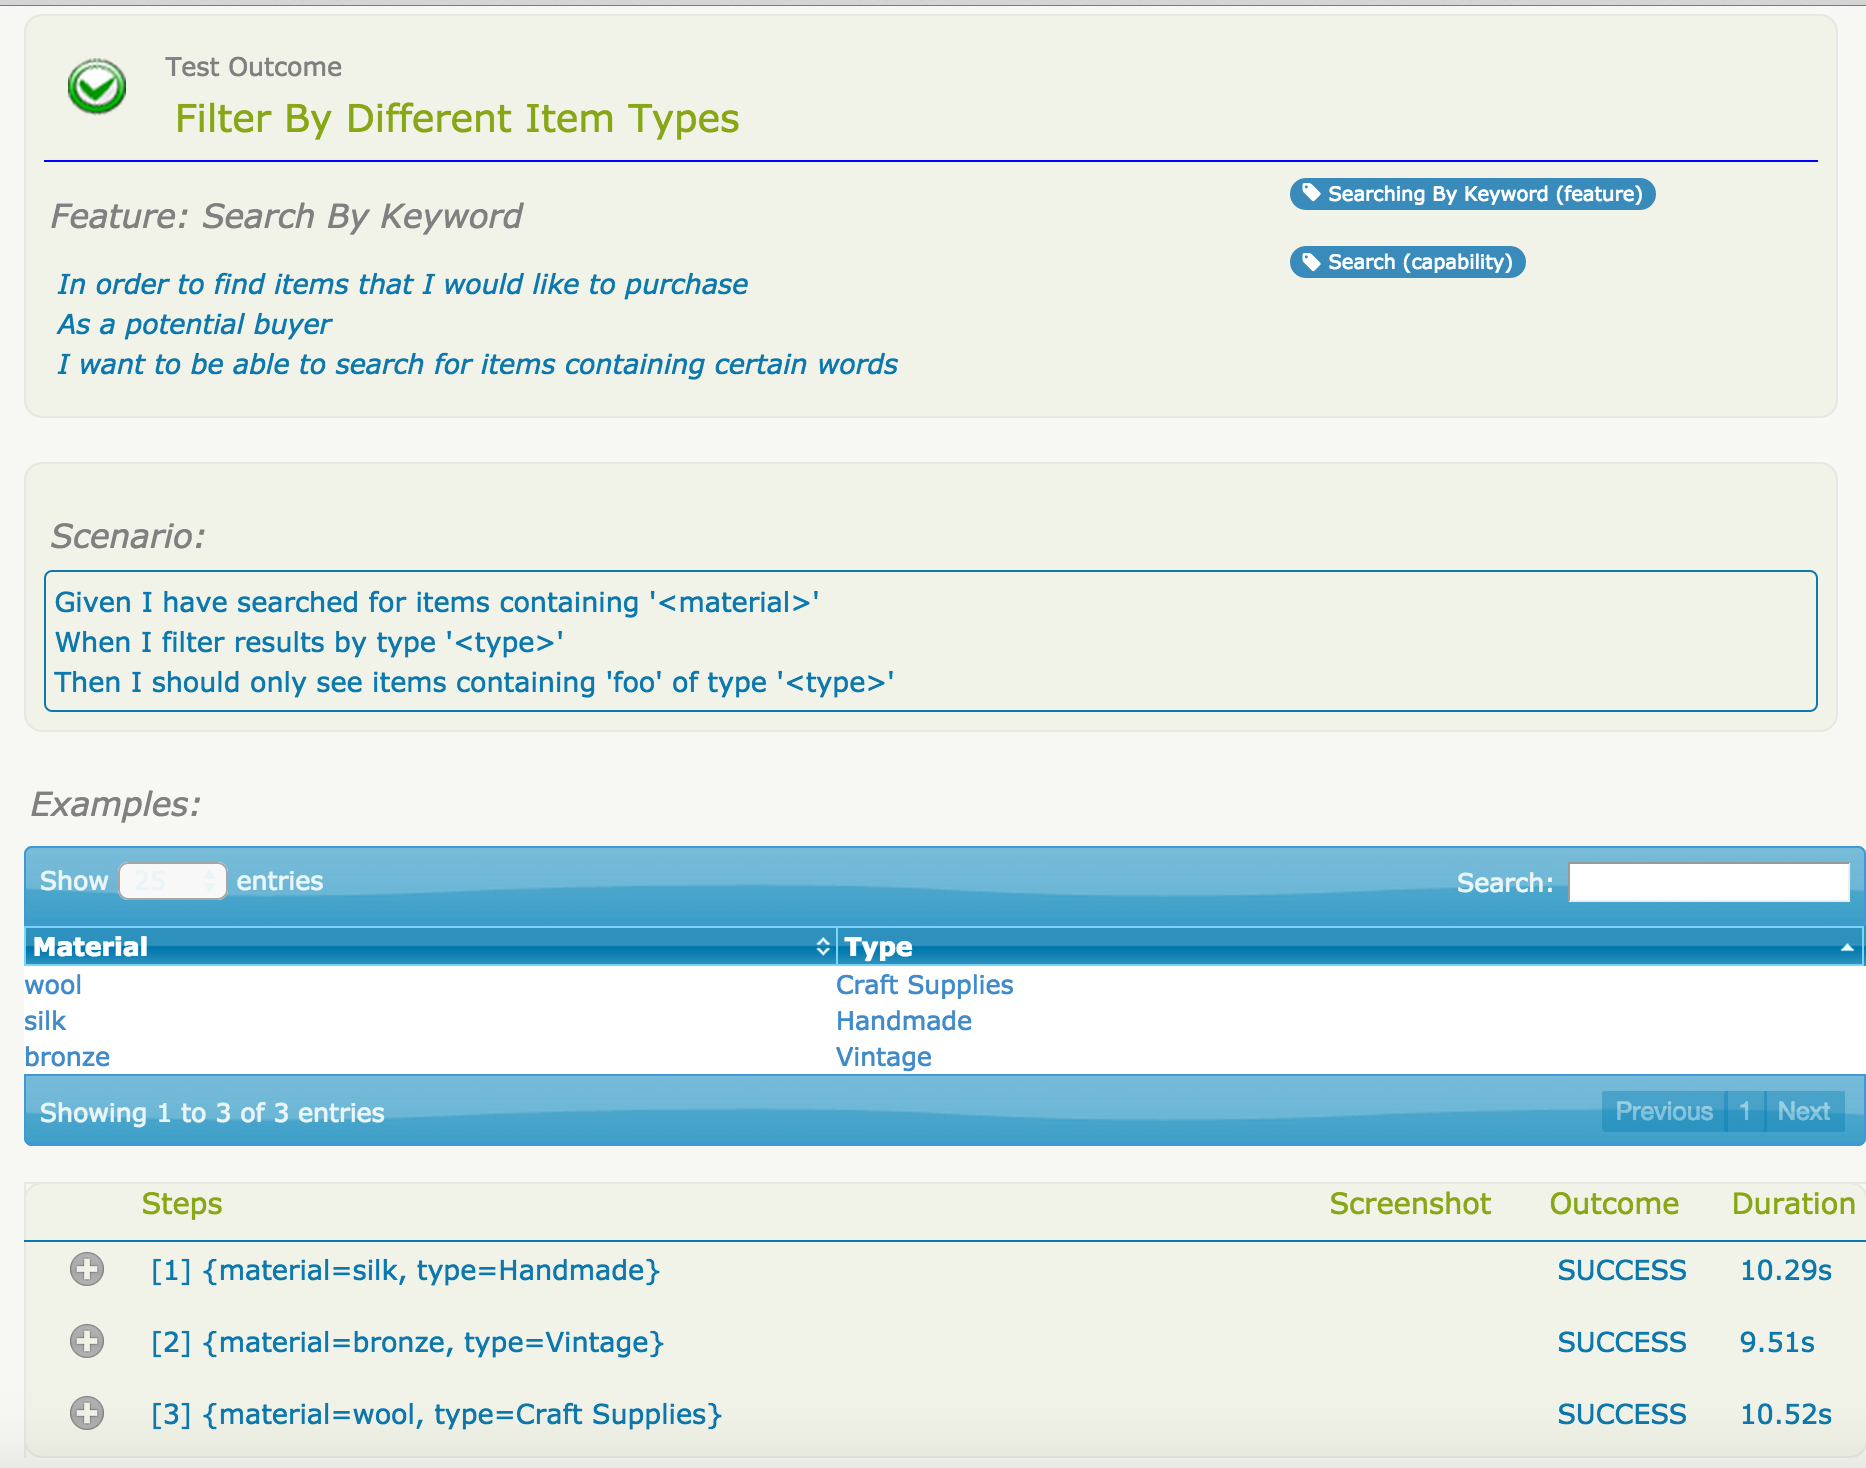 Test Outcome
Filter By Different Item Types
Feature: Search By Keyword
Searching By Keyword (feature)
Search (capability)
In order to find items that I would like to purchase
As a potential buyer
I want to be able to search for items containing certain words
Scenario:
Given I have searched for items containing '<material>'
When I filter results by type '<type>'
Then I should only see items containing 'foo' of type '<type>'
Examples:
Show 25 entries Search:
Material Type
wool Craft Supplies
silk Handmade
bronze Vintage
Showing 1 to 3 of 3 entries Previous 1 Next
Steps Screenshot Outcome Duration
[1] {material=silk, type=Handmade} SUCCESS 10.29s
[2] {material=bronze, type=Vintage} SUCCESS 9.51s
[3] {material=wool, type=Craft Supplies} SUCCESS 10.52s